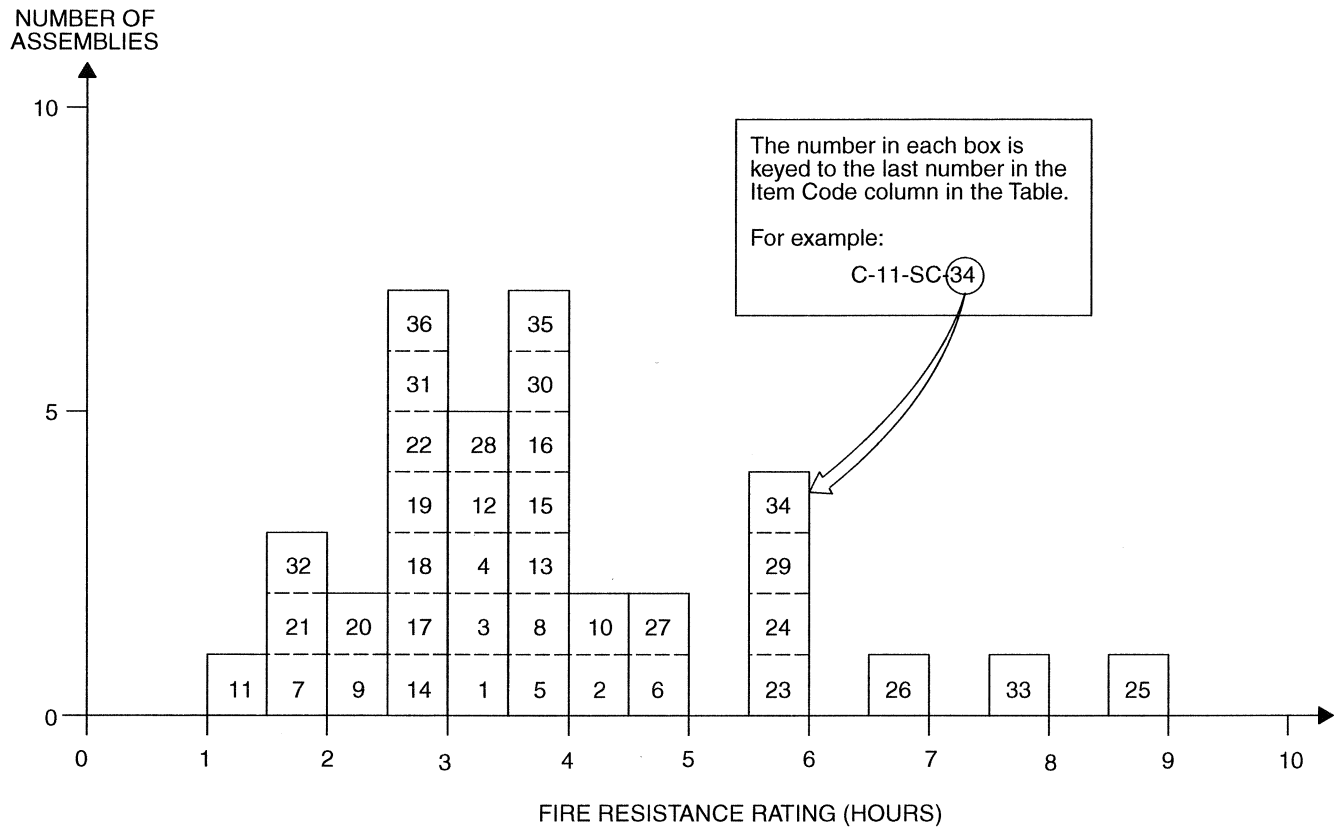 NUMBER OF
ASSEMBLIES
10
The number in each box is
keyed to the last number in the
Item Code column in the Table.
For example:
C-11-SC-34
36 35
31 30
5
22 28 16
19 12 15 34
32 18 4 13 29
21 20 17 3 8 10 27 24
11 7 9 14 1 5 2 6 23 26 33 25
0
0 1 2 3 4 5 6 7 8 9 10
FIRE RESISTANCE RATING (HOURS)